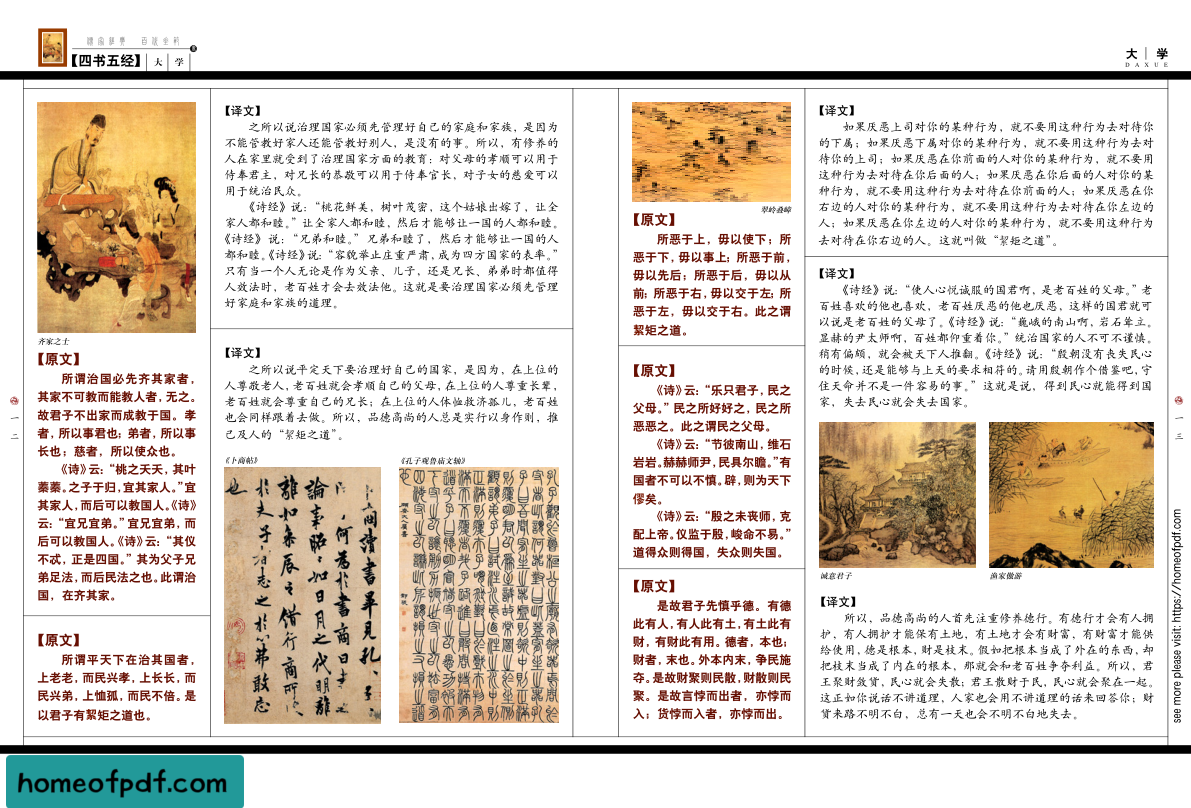 【四书五经】
大 学
齐家之士
【原文】
所谓治国必先齐其家者，
其家不可教而能教人者，无之。
故君子不出家而成教于国。孝
者，所以事君也；弟者，所以事
长也；慈者，所以使众也。
《诗》云：“桃之夭夭，其叶
蓁蓁。之子于归，宜其家人。”宜
其家人，而后可以教国人。《诗》
云：“宜兄宜弟。”宜兄宜弟，而
后可以教国人。《诗》云：“其仪
不忒，正是四国。”其为父子兄
弟足法，而后民法之也。此谓治
国，在齐其家。
【原文】
所谓平天下在治其国者，
上老老，而民兴孝，上长长，而
民兴弟，上恤孤，而民不倍。是
以君子有絜矩之道也。
【译文】
之所以说治理国家必须先管理好自己的家庭和家族，是因为
不能管教好家人还能管教好别人，是没有的事。所以，有修养的
人在家里就受到了治理国家方面的教育：对父母的孝顺可以用于
侍奉君主，对兄长的恭敬可以用于侍奉官长，对子女的慈爱可以
用于统治民众。
《诗经》说：“桃花鲜美，树叶茂密，这个姑娘出嫁了，让全
家人都和睦。”让全家人都和睦，然后才能够让一国的人都和睦。
《诗经》说：“兄弟和睦。”兄弟和睦了，然后才能够让一国的人
都和睦。《诗经》说：“容貌举止庄重严肃，成为四方国家的表率。”
只有当一个人无论是作为父亲、儿子，还是兄长、弟弟时都值得
人效法时，老百姓才会去效法他。这就是要治理国家必须先管理
好家庭和家族的道理。
【译文】
之所以说平定天下要治理好自己的国家，是因为，在上位的
人尊敬老人，老百姓就会孝顺自己的父母，在上位的人尊重长辈，
老百姓就会尊重自己的兄长；在上位的人体恤救济孤儿，老百姓
也会同样跟着去做。所以，品德高尚的人总是实行以身作则，推
己及人的“絜矩之道”。
《卜商帖》
《孔子观鲁庙文轴》
一二
大 学
DAXUE
翠岭叠嶂
【原文】
所恶于上，毋以使下；所
恶于下，毋以事上；所恶于前，
毋以先后；所恶于后，毋以从
前；所恶于右，毋以交于左；所
恶于左，毋以交于右。此之谓
絜矩之道。
【原文】
《诗》云：“乐只君子，民之
父母。”民之所好好之，民之所
恶恶之。此之谓民之父母。
《诗》云：“节彼南山，维石
岩岩。赫赫师尹，民具尔瞻。”有
国者不可以不慎。辟，则为天下
僇矣。
《诗》云：“殷之未丧师，克
配上帝。仪监于殷，峻命不易。”
道得众则得国，失众则失国。
【原文】
是故君子先慎乎德。有德
此有人，有人此有土，有土此有
财，有财此有用。德者，本也；
财者，末也。外本内末，争民施
夺。是故财聚则民散，财散则民
聚。是故言悖而出者，亦悖而
入；货悖而入者，亦悖而出。
【译文】
如果厌恶上司对你的某种行为，就不要用这种行为去对待你
的下属；如果厌恶下属对你的某种行为，就不要用这种行为去对
待你的上司；如果厌恶在你前面的人对你的某种行为，就不要用
这种行为去对待在你后面的人；如果厌恶在你后面的人对你的某
种行为，就不要用这种行为去对待在你前面的人；如果厌恶在你
右边的人对你的某种行为，就不要用这种行为去对待在你左边的
人；如果厌恶在你左边的人对你的某种行为，就不要用这种行为
去对待在你右边的人。这就叫做“絜矩之道”。
【译文】
《诗经》说：“使人心悦诚服的国君啊，是老百姓的父母。”老
百姓喜欢的他也喜欢，老百姓厌恶的他也厌恶，这样的国君就可
以说是老百姓的父母了。《诗经》说：“巍峨的南山啊，岩石耸立。
显赫的尹太师啊，百姓都仰重着你。”统治国家的人不可不谨慎。
稍有偏颇，就会被天下人推翻。《诗经》说：“殷朝没有丧失民心
的时候，还是能够与上天的要求相符的。请用殷朝作个借鉴吧，守
住天命并不是一件容易的事。”这就是说，得到民心就能得到国
家，失去民心就会失去国家。
诚意君子
渔家傲游
【译文】
所以，品德高尚的人首先注重修养德行。有德行才会有人拥
护，有人拥护才能保有土地，有土地才会有财富，有财富才能供
给使用，德是根本，财是枝末。假如把根本当成了外在的东西，却
把枝末当成了内在的根本，那就会和老百姓争夺利益。所以，君
王聚财敛货，民心就会失散；君王散财于民，民心就会聚在一起。
这正如你说话不讲道理，人家也会用不讲道理的话来回答你；财
货来路不明不白，总有一天也会不明不白地失去。
一三
see more please visit: https://homeofpdf.com
homeofpdf.com